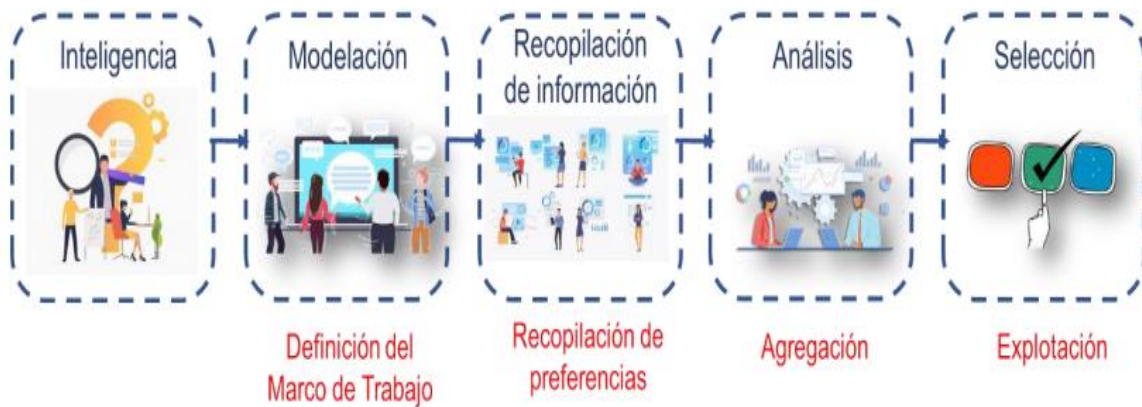 Inteligencia
Modelación
Recopilación
de información
Análisis
Selección
Definición del
Marco de Trabajo
Recopilación de
preferencias
Agregación
Explotación